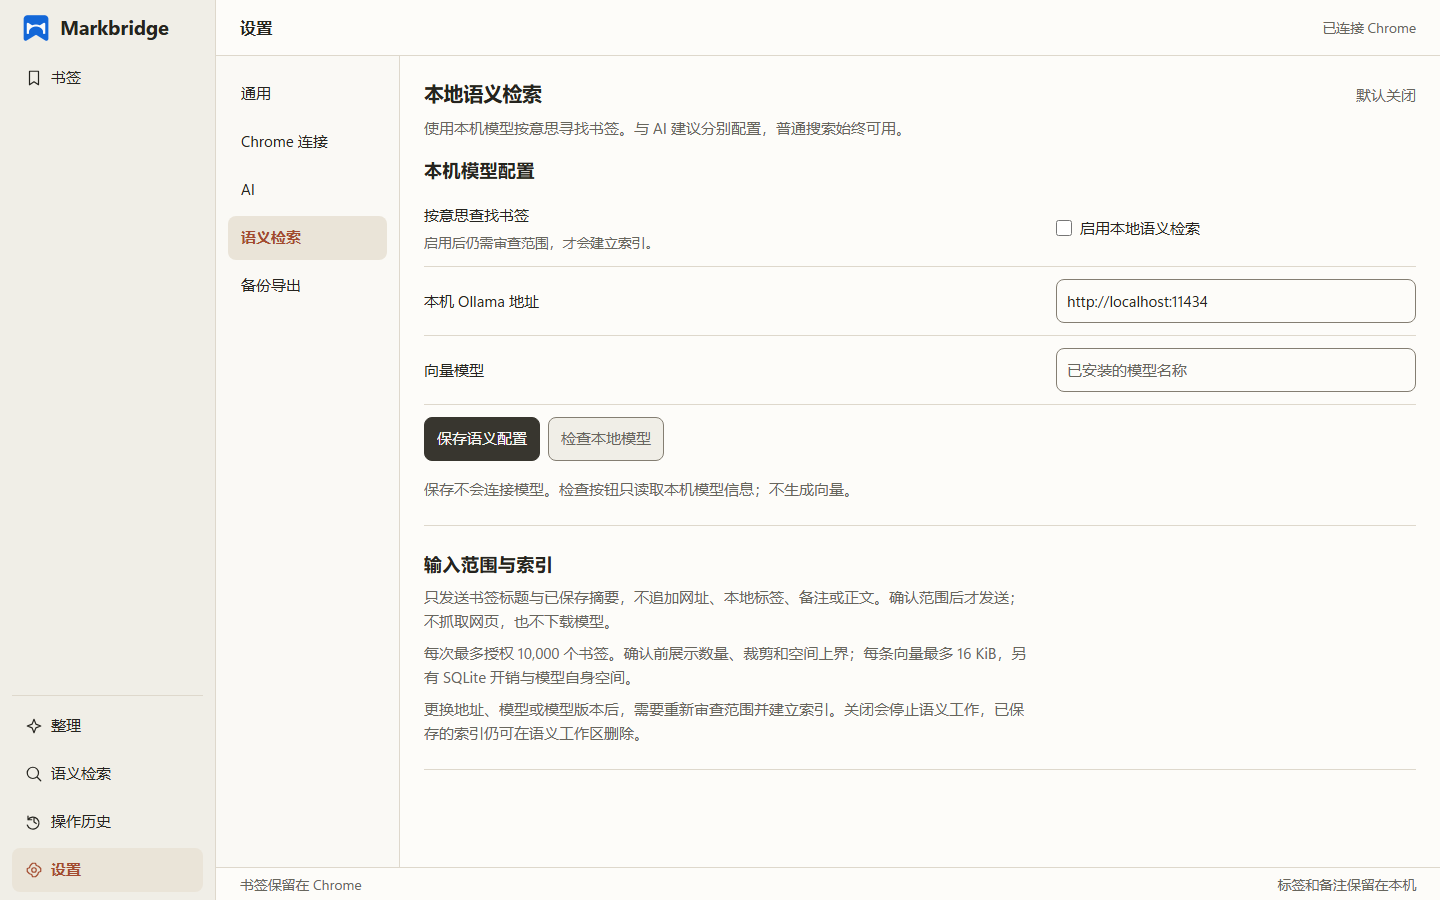 Markbridge
书签
整理
语义检索
操作历史
设置
设置
已连接 Chrome
通用
Chrome 连接
AI
语义检索
备份导出
本地语义检索
默认关闭
使用本机模型按意思寻找书签。与 AI 建议分别配置，普通搜索始终可用。
本机模型配置
按意思查找书签
启用后仍需审查范围，才会建立索引。
启用本地语义检索
本机 Ollama 地址
http://localhost:11434
向量模型
已安装的模型名称
保存语义配置
检查本地模型
保存不会连接模型。检查按钮只读取本机模型信息；不生成向量。
输入范围与索引
只发送书签标题与已保存摘要，不追加网址、本地标签、备注或正文。确认范围后才发送；
不抓取网页，也不下载模型。
每次最多授权 10,000 个书签。确认前展示数量、裁剪和空间上界；每条向量最多 16 KiB，另
有 SQLite 开销与模型自身空间。
更换地址、模型或模型版本后，需要重新审查范围并建立索引。关闭会停止语义工作，已保
存的索引仍可在语义工作区删除。
书签保留在 Chrome
标签和备注保留在本机